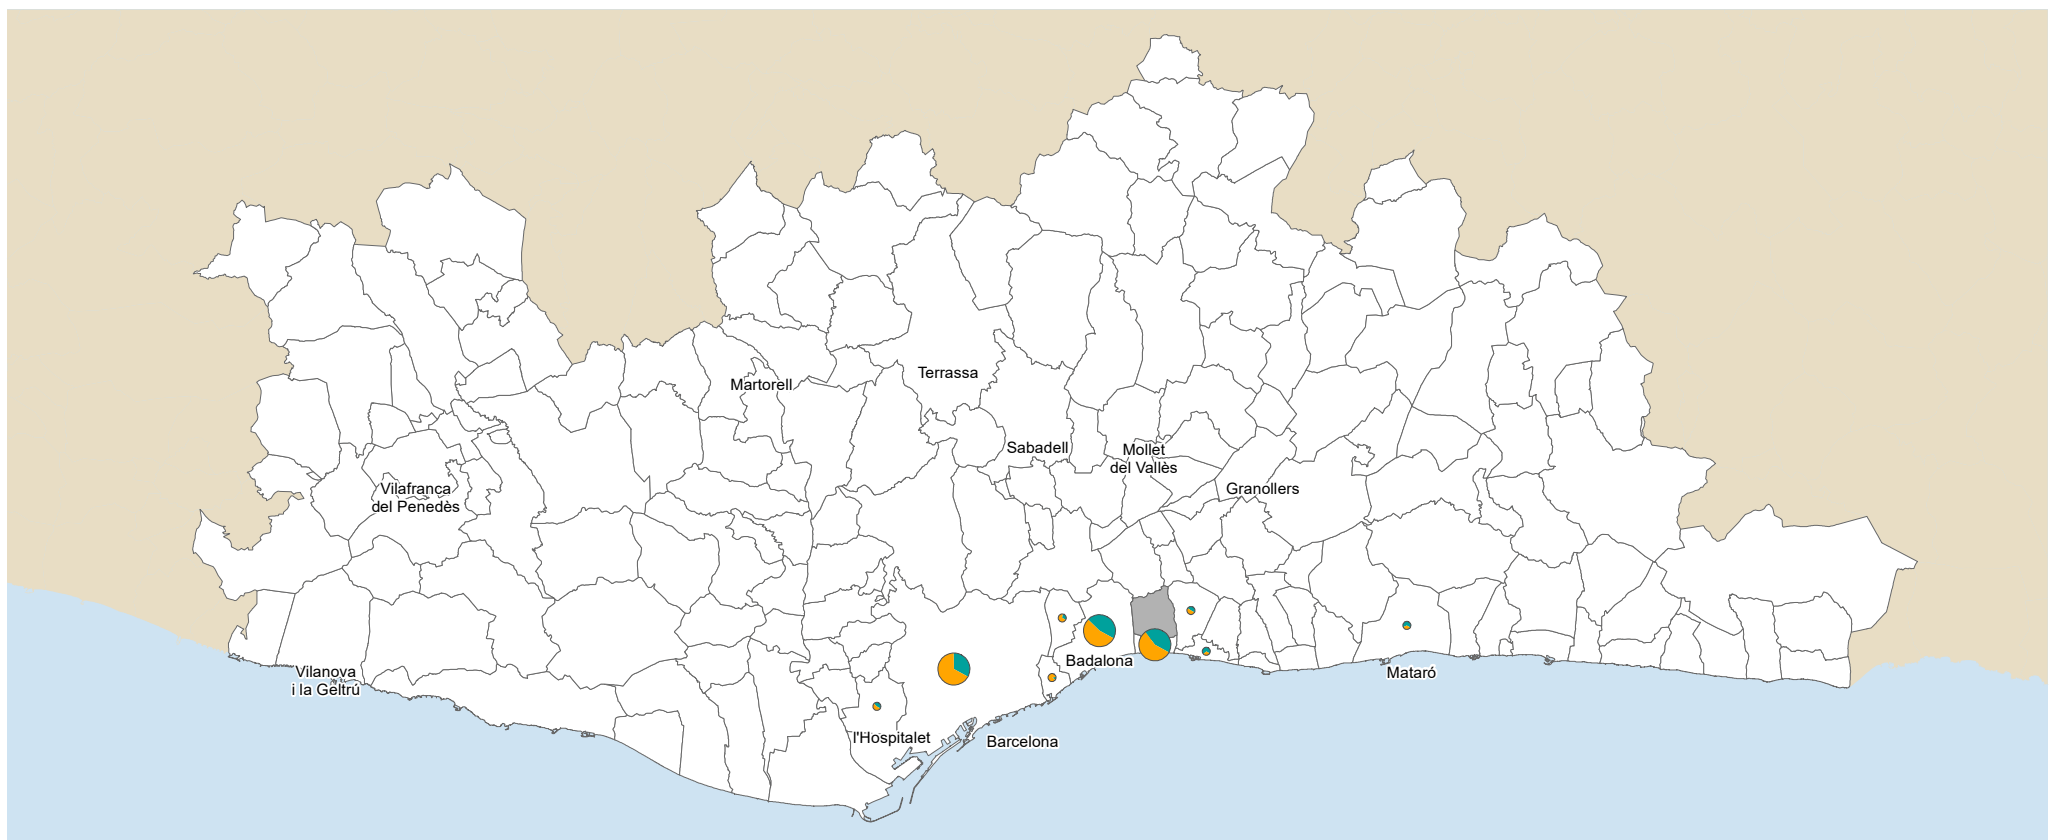 Terrassa
Martorell
Sabadell
Mollet
del Vallès
Vilafranca
del Penedès
Granollers
Badalona
Vilanova
i la Geltrú
Mataró
l'Hospitalet
Barcelona